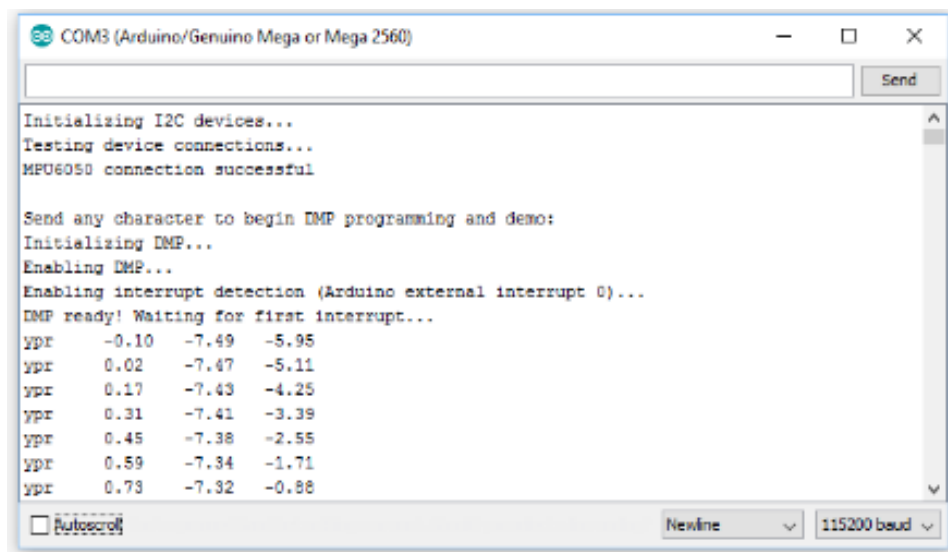 COM3 (Arduino/Genuino Mega or Mega 2560)
Send
Initializing I2C devices...
Testing device connections...
MPU6050 connection successful
Send any character to begin DMP programming and demo:
Initializing DMP...
Enabling DMP...
Enabling interrupt detection (Arduino external interrupt 0)...
DMP ready! Waiting for first interrupt...
ypr -0.10 -7.49 -5.95
ypr 0.02 -7.47 -5.11
ypr 0.17 -7.43 -4.25
ypr 0.31 -7.41 -3.39
ypr 0.45 -7.38 -2.55
ypr 0.59 -7.34 -1.71
ypr 0.73 -7.32 -0.88
Autoscroll Newline 115200 baud